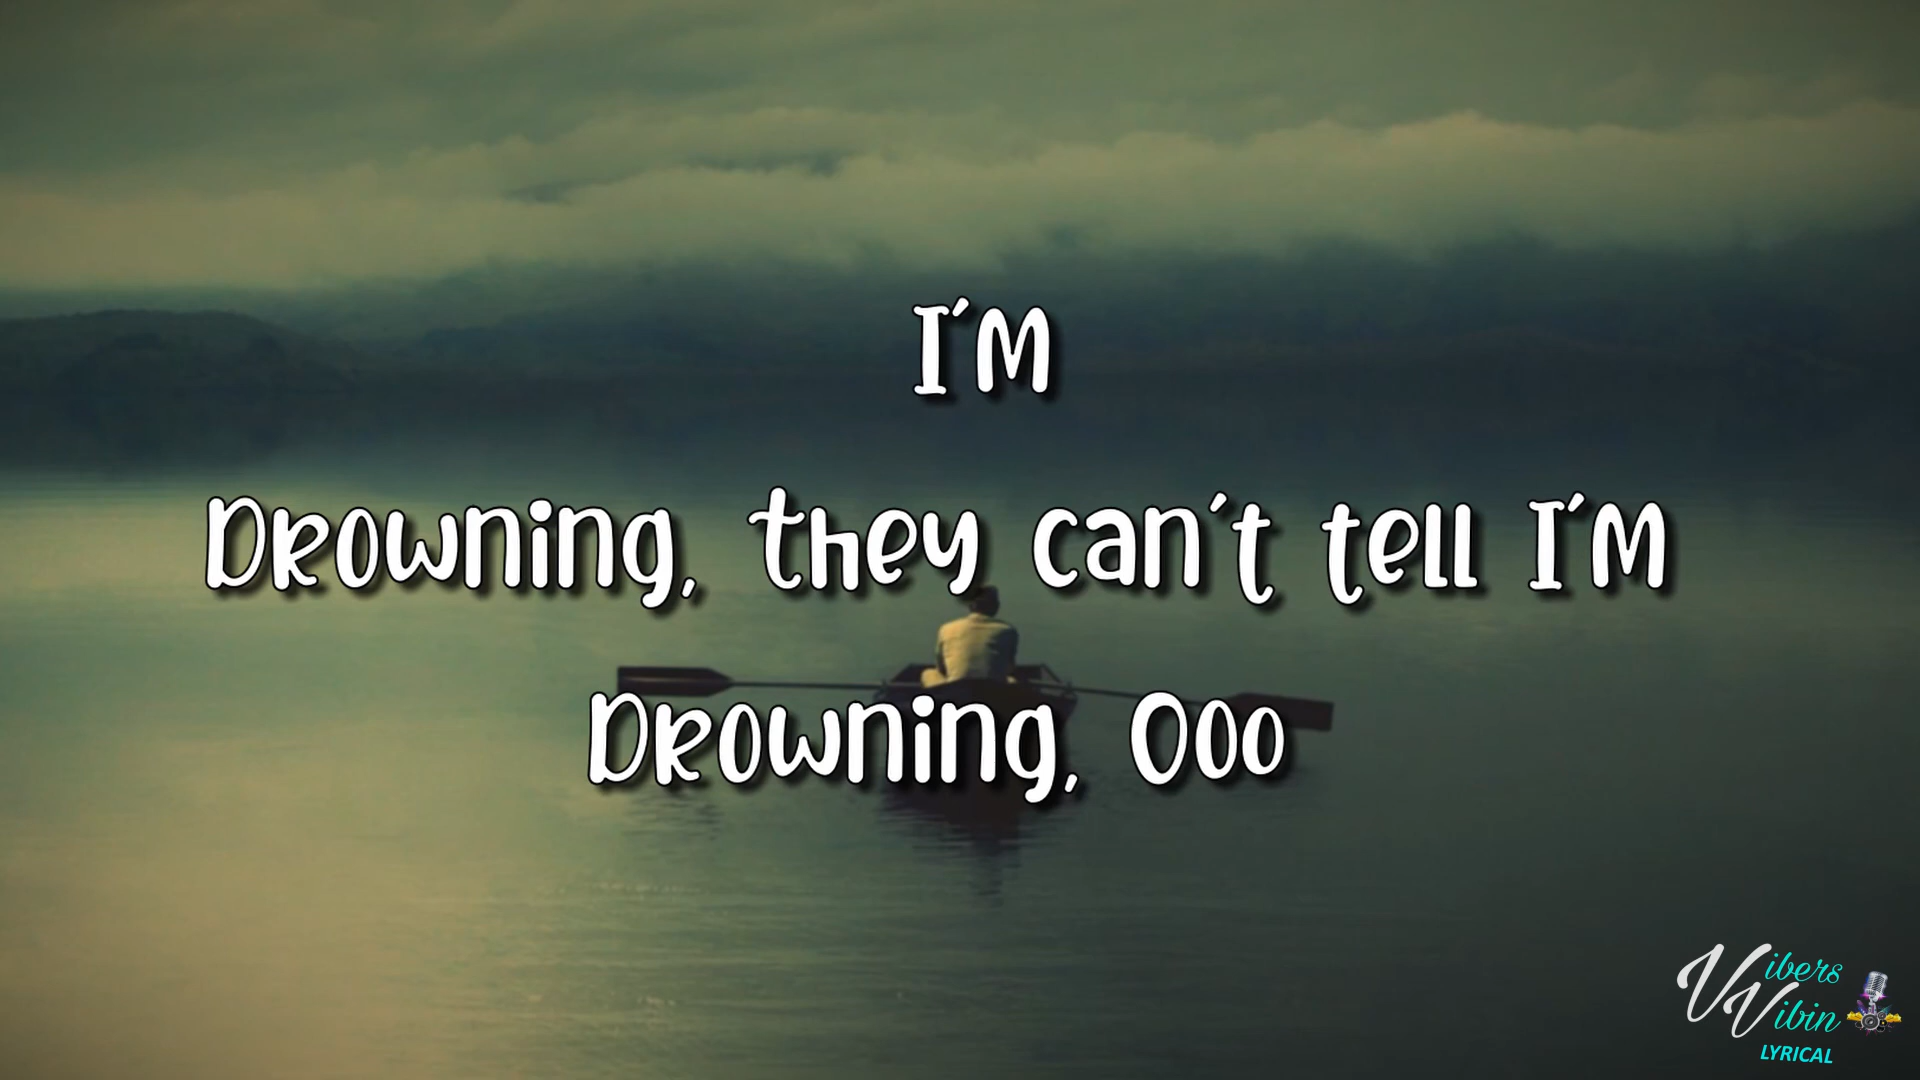 I'M
Drowning, they can't tell I'M
Drowning, Ooo
Vibers
Vibin
LYRICAL